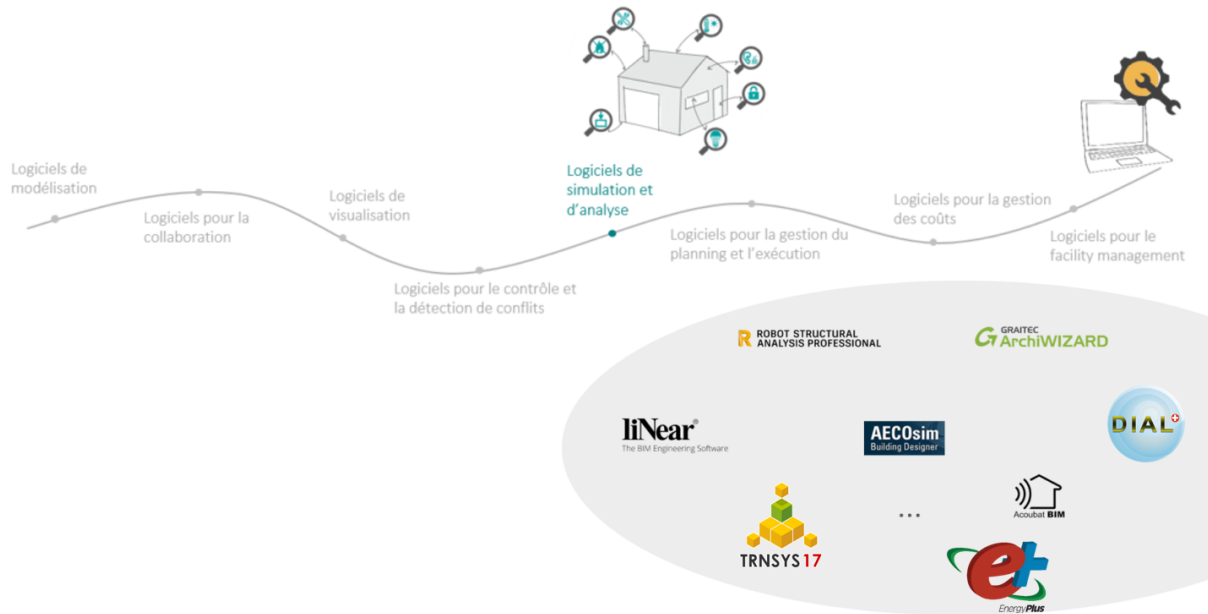 Logiciels de
modélisation
Logiciels pour la
collaboration
Logiciels de
visualisation
Logiciels pour le contrôle et
la détection de conflits
Logiciels de
simulation et
d'analyse
Logiciels pour la gestion du
planning et l'exécution
Logiciels pour la gestion
des coûts
Logiciels pour le
facility management
R ROBOT STRUCTURAL
ANALYSIS PROFESSIONAL
GRAITEC
ArchiWIZARD
liNear®
The BIM Engineering Software
AECOsim
Building Designer
DIAL+
TRNSYS 17
...
Acoubat BIM
e+
EnergyPlus